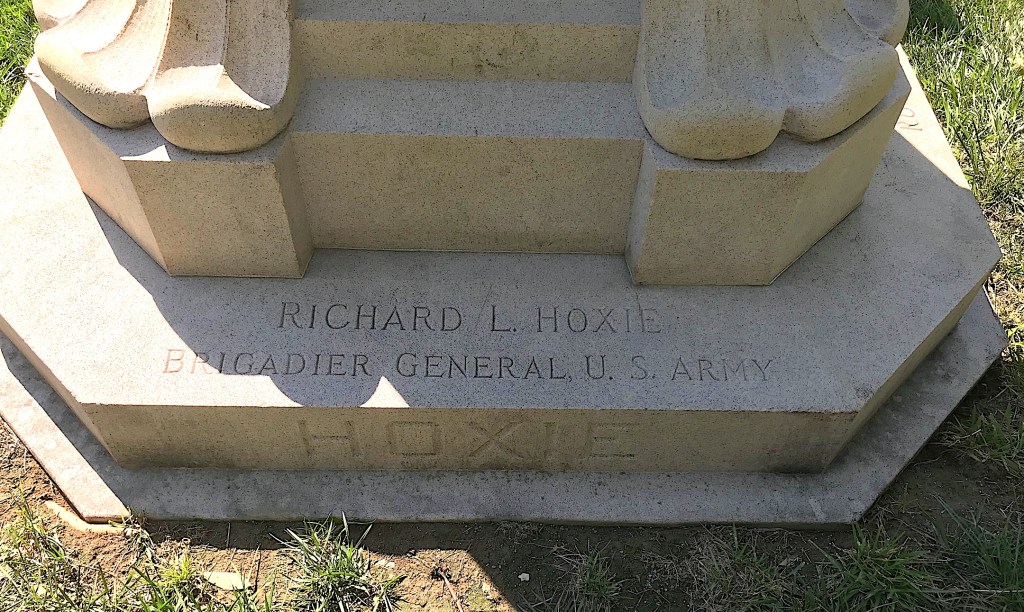 RICHARD L. HOXIE
BRIGADIER GENERAL, U. S. ARMY
HOXIE